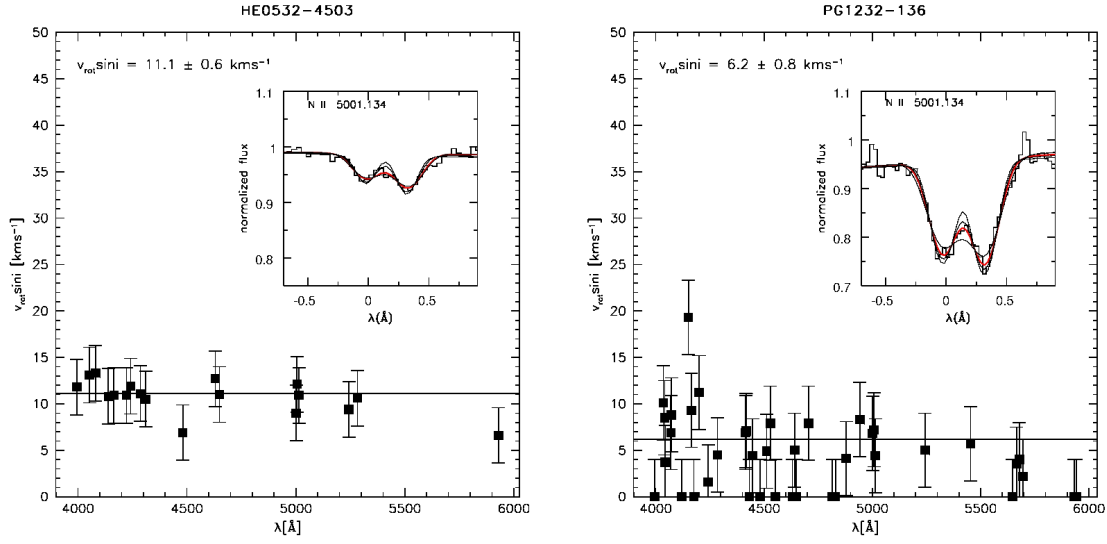 HE0532-4503
50
45
40
35
30
25
20
15
10
5
0
v_rot sini [kms⁻¹]
v_rot sini = 11.1 ± 0.6 kms⁻¹
1.1
1
0.9
0.8
normalized flux
N II 5001.134
-0.5 0 0.5
λ(Å)
4000 4500 5000 5500 6000
λ[Å]
PG1232-136
50
45
40
35
30
25
20
15
10
5
0
v_rot sini [kms⁻¹]
v_rot sini = 6.2 ± 0.8 kms⁻¹
1.1
1
0.9
0.8
0.7
normalized flux
N II 5001.134
-0.5 0 0.5
λ(Å)
4000 4500 5000 5500 6000
λ[Å]